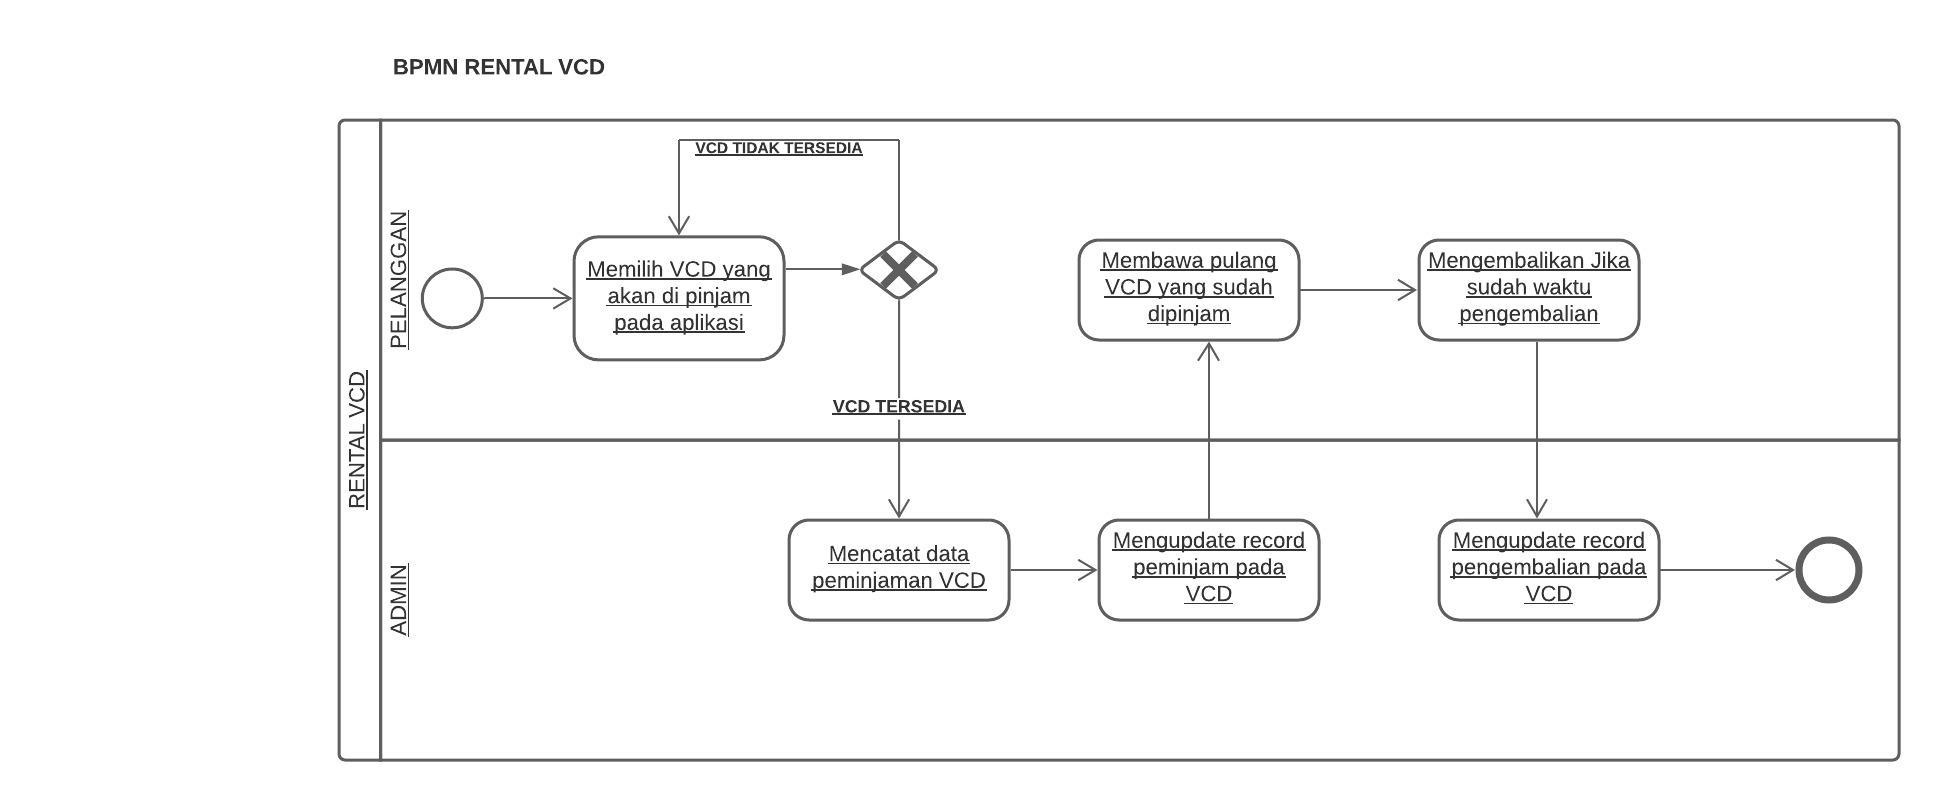 BPMN RENTAL VCD
RENTAL VCD
PELANGGAN
VCD TIDAK TERSEDIA
Memilih VCD yang
akan di pinjam
pada aplikasi
VCD TERSEDIA
Membawa pulang
VCD yang sudah
dipinjam
Mengembalikan Jika
sudah waktu
pengembalian
ADMIN
Mencatat data
peminjaman VCD
Mengupdate record
peminjam pada
VCD
Mengupdate record
pengembalian pada
VCD